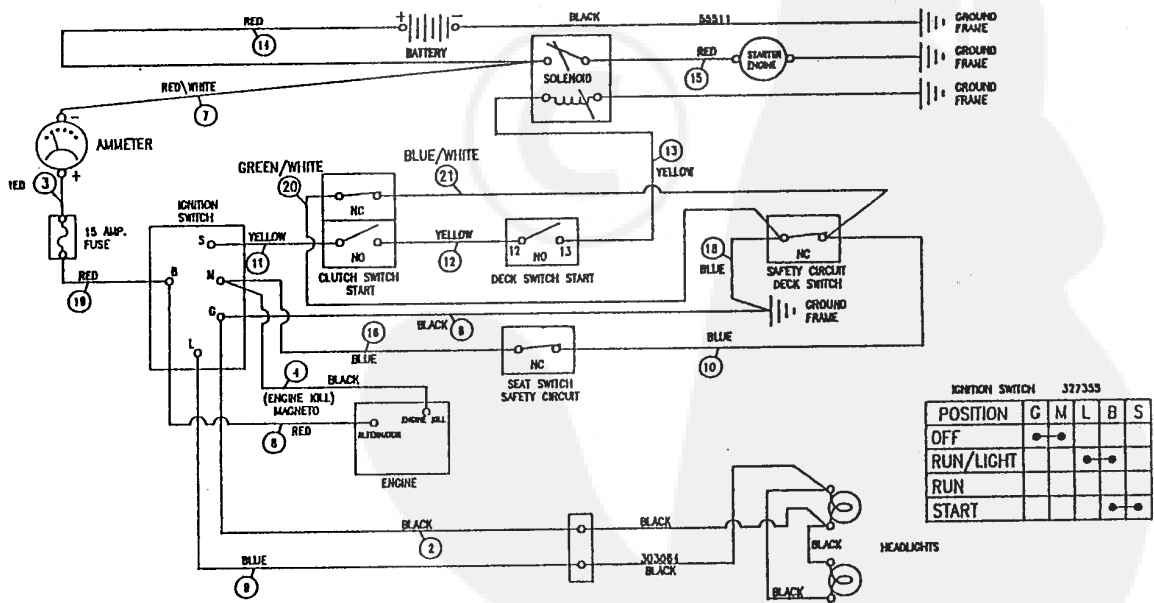 RED
14
+ -
BATTERY
BLACK
55511
GROUND
FRAME
RED
15
STARTER
ENGINE
GROUND
FRAME
SOLENOID
GROUND
FRAME
RED\WHITE
7
-
AMMETER
+
RED
3
15 AMP.
FUSE
RED
19
IGNITION
SWITCH
S
B
M
G
L
GREEN/WHITE
20
BLUE/WHITE
21
13
YELLOW
NC
NO
CLUTCH SWITCH
START
YELLOW
11
YELLOW
12
12 13
NO
DECK SWITCH START
18
BLUE
NC
SAFETY CIRCUIT
DECK SWITCH
GROUND
FRAME
BLACK
6
16
BLUE
NC
SEAT SWITCH
SAFETY CIRCUIT
BLUE
10
4
BLACK
(ENGINE KILL)
MAGNETO
8
RED
ENGINE KILL
ALTERNATOR
ENGINE
BLACK
2
BLUE
9
BLACK
303064
BLACK
BLACK
BLACK
HEADLIGHTS
IGNITION SWITCH 327355
POSITION G M L B S
OFF
RUN/LIGHT
RUN
START